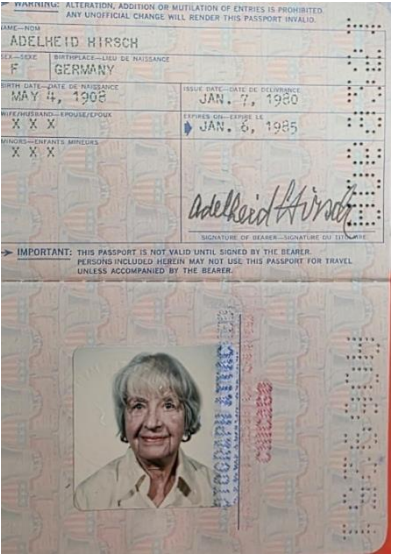 WARNING: ALTERATION, ADDITION OR MUTILATION OF ENTRIES IS PROHIBITED.
ANY UNOFFICIAL CHANGE WILL RENDER THIS PASSPORT INVALID.
NAME—NOM
ADELHEID HIRSCH
SEX—SEXE BIRTHPLACE—LIEU DE NAISSANCE
F GERMANY
BIRTH DATE—DATE DE NAISSANCE ISSUE DATE—DATE DE DELIVRANCE
MAY 4, 1908 JAN. 7, 1980
WIFE/HUSBAND—EPOUSE/EPOUX EXPIRES ON—EXPIRE LE
X X X JAN. 6, 1985
MINORS—ENFANTS MINEURS
X X X
Adelheid Hirsch
SIGNATURE OF BEARER—SIGNATURE DU TITULAIRE
IMPORTANT: THIS PASSPORT IS NOT VALID UNTIL SIGNED BY THE BEARER.
PERSONS INCLUDED HEREIN MAY NOT USE THIS PASSPORT FOR TRAVEL
UNLESS ACCOMPANIED BY THE BEARER.
CHICAGO